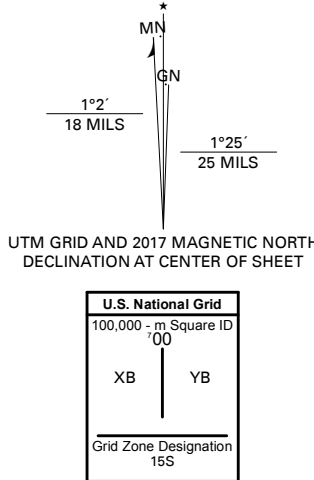 MN
GN
1°2´
18 MILS
1°25´
25 MILS
UTM GRID AND 2017 MAGNETIC NORTH
DECLINATION AT CENTER OF SHEET
U.S. National Grid
100,000 - m Square ID
⁷00
XB YB
Grid Zone Designation
15S